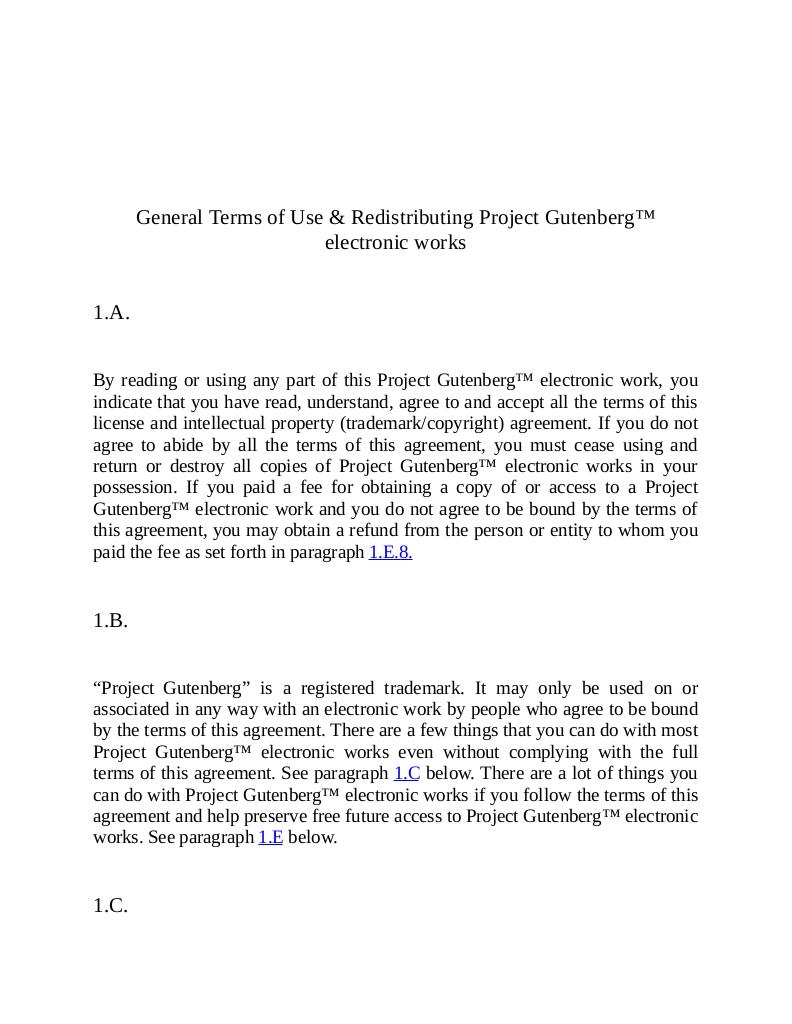 General Terms of Use & Redistributing Project Gutenberg™
electronic works
1.A.
By reading or using any part of this Project Gutenberg™ electronic work, you
indicate that you have read, understand, agree to and accept all the terms of this
license and intellectual property (trademark/copyright) agreement. If you do not
agree to abide by all the terms of this agreement, you must cease using and
return or destroy all copies of Project Gutenberg™ electronic works in your
possession. If you paid a fee for obtaining a copy of or access to a Project
Gutenberg™ electronic work and you do not agree to be bound by the terms of
this agreement, you may obtain a refund from the person or entity to whom you
paid the fee as set forth in paragraph 1.E.8.
1.B.
“Project Gutenberg” is a registered trademark. It may only be used on or
associated in any way with an electronic work by people who agree to be bound
by the terms of this agreement. There are a few things that you can do with most
Project Gutenberg™ electronic works even without complying with the full
terms of this agreement. See paragraph 1.C below. There are a lot of things you
can do with Project Gutenberg™ electronic works if you follow the terms of this
agreement and help preserve free future access to Project Gutenberg™ electronic
works. See paragraph 1.E below.
1.C.